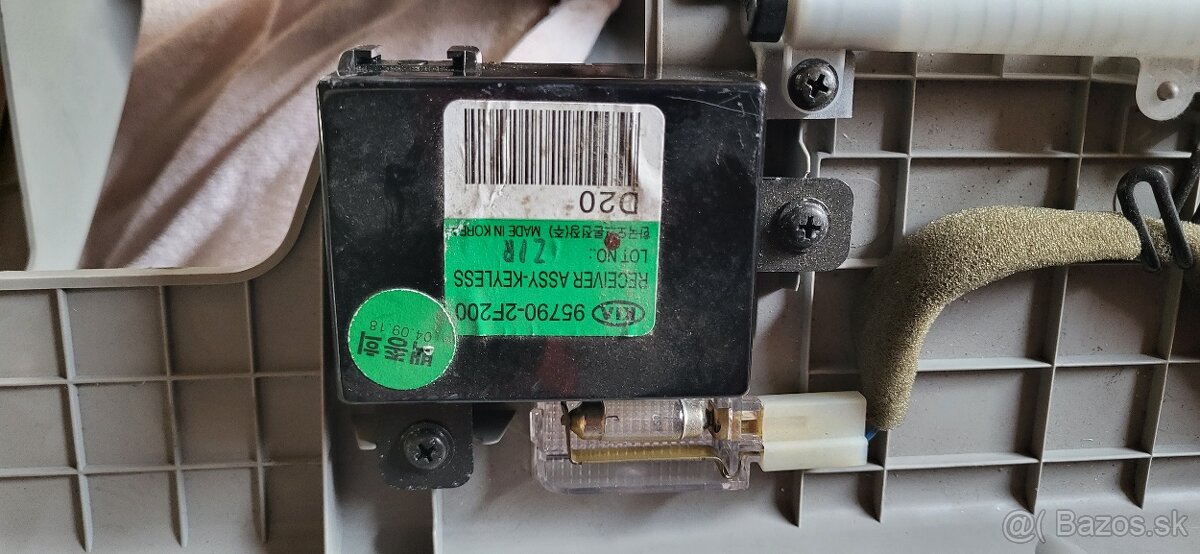 KIA 95790-2F200
RECEIVER ASSY-KEYLESS
LOT NO.:
MADE IN KOREA
D20
04.09.18
@( Bazos.sk